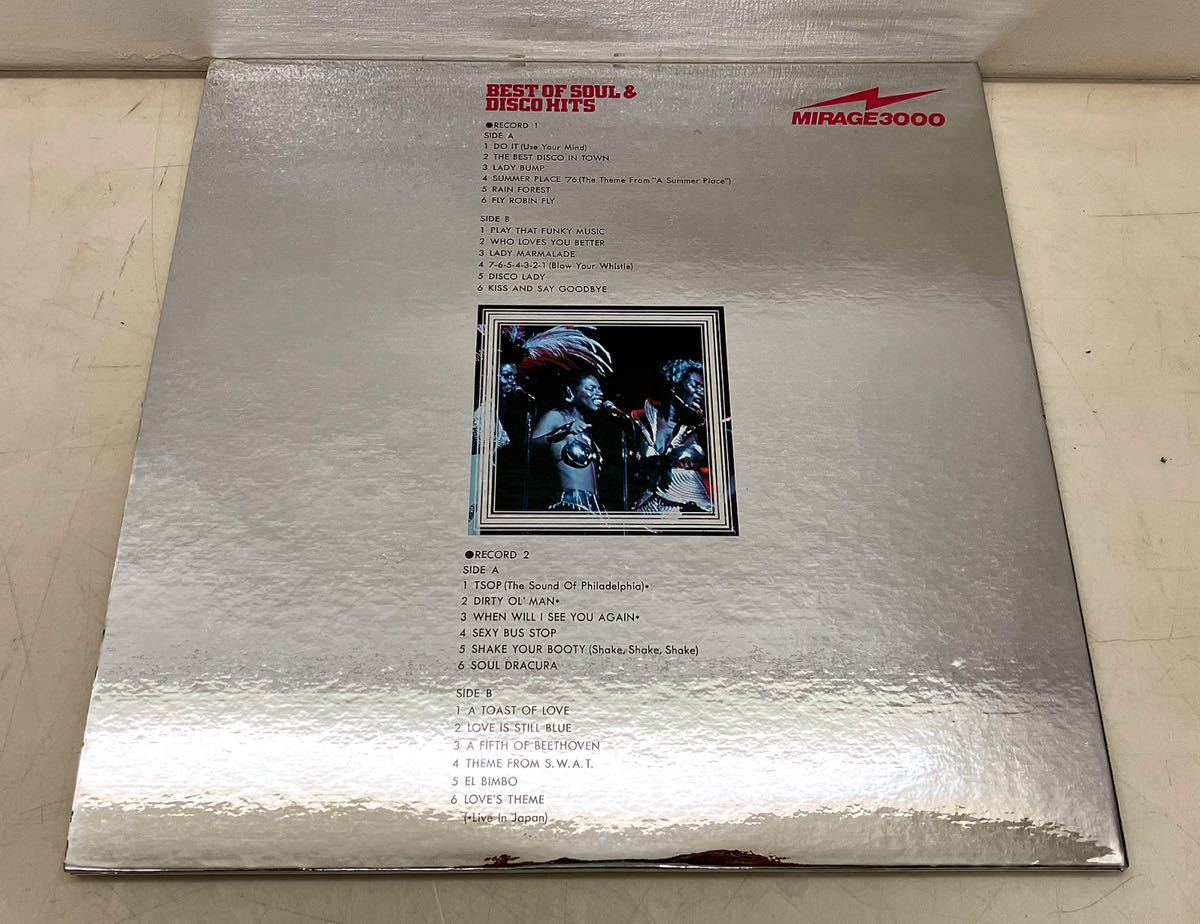 BEST OF SOUL &
DISCO HITS
MIRAGE3000
●RECORD 1
SIDE A
1 DO IT (Use Your Mind)
2 THE BEST DISCO IN TOWN
3 LADY BUMP
4 SUMMER PLACE '76 (The Theme From "A Summer Place")
5 RAIN FOREST
6 FLY ROBIN FLY
SIDE B
1 PLAY THAT FUNKY MUSIC
2 WHO LOVES YOU BETTER
3 LADY MARMALADE
4 7-6-5-4-3-2-1 (Blow Your Whistle)
5 DISCO LADY
6 KISS AND SAY GOODBYE
●RECORD 2
SIDE A
1 TSOP (The Sound Of Philadelphia)*
2 DIRTY OL' MAN*
3 WHEN WILL I SEE YOU AGAIN*
4 SEXY BUS STOP
5 SHAKE YOUR BOOTY (Shake, Shake, Shake)
6 SOUL DRACURA
SIDE B
1 A TOAST OF LOVE
2 LOVE IS STILL BLUE
3 A FIFTH OF BEETHOVEN
4 THEME FROM S.W.A.T.
5 EL BIMBO
6 LOVE'S THEME
(*Live In Japan)